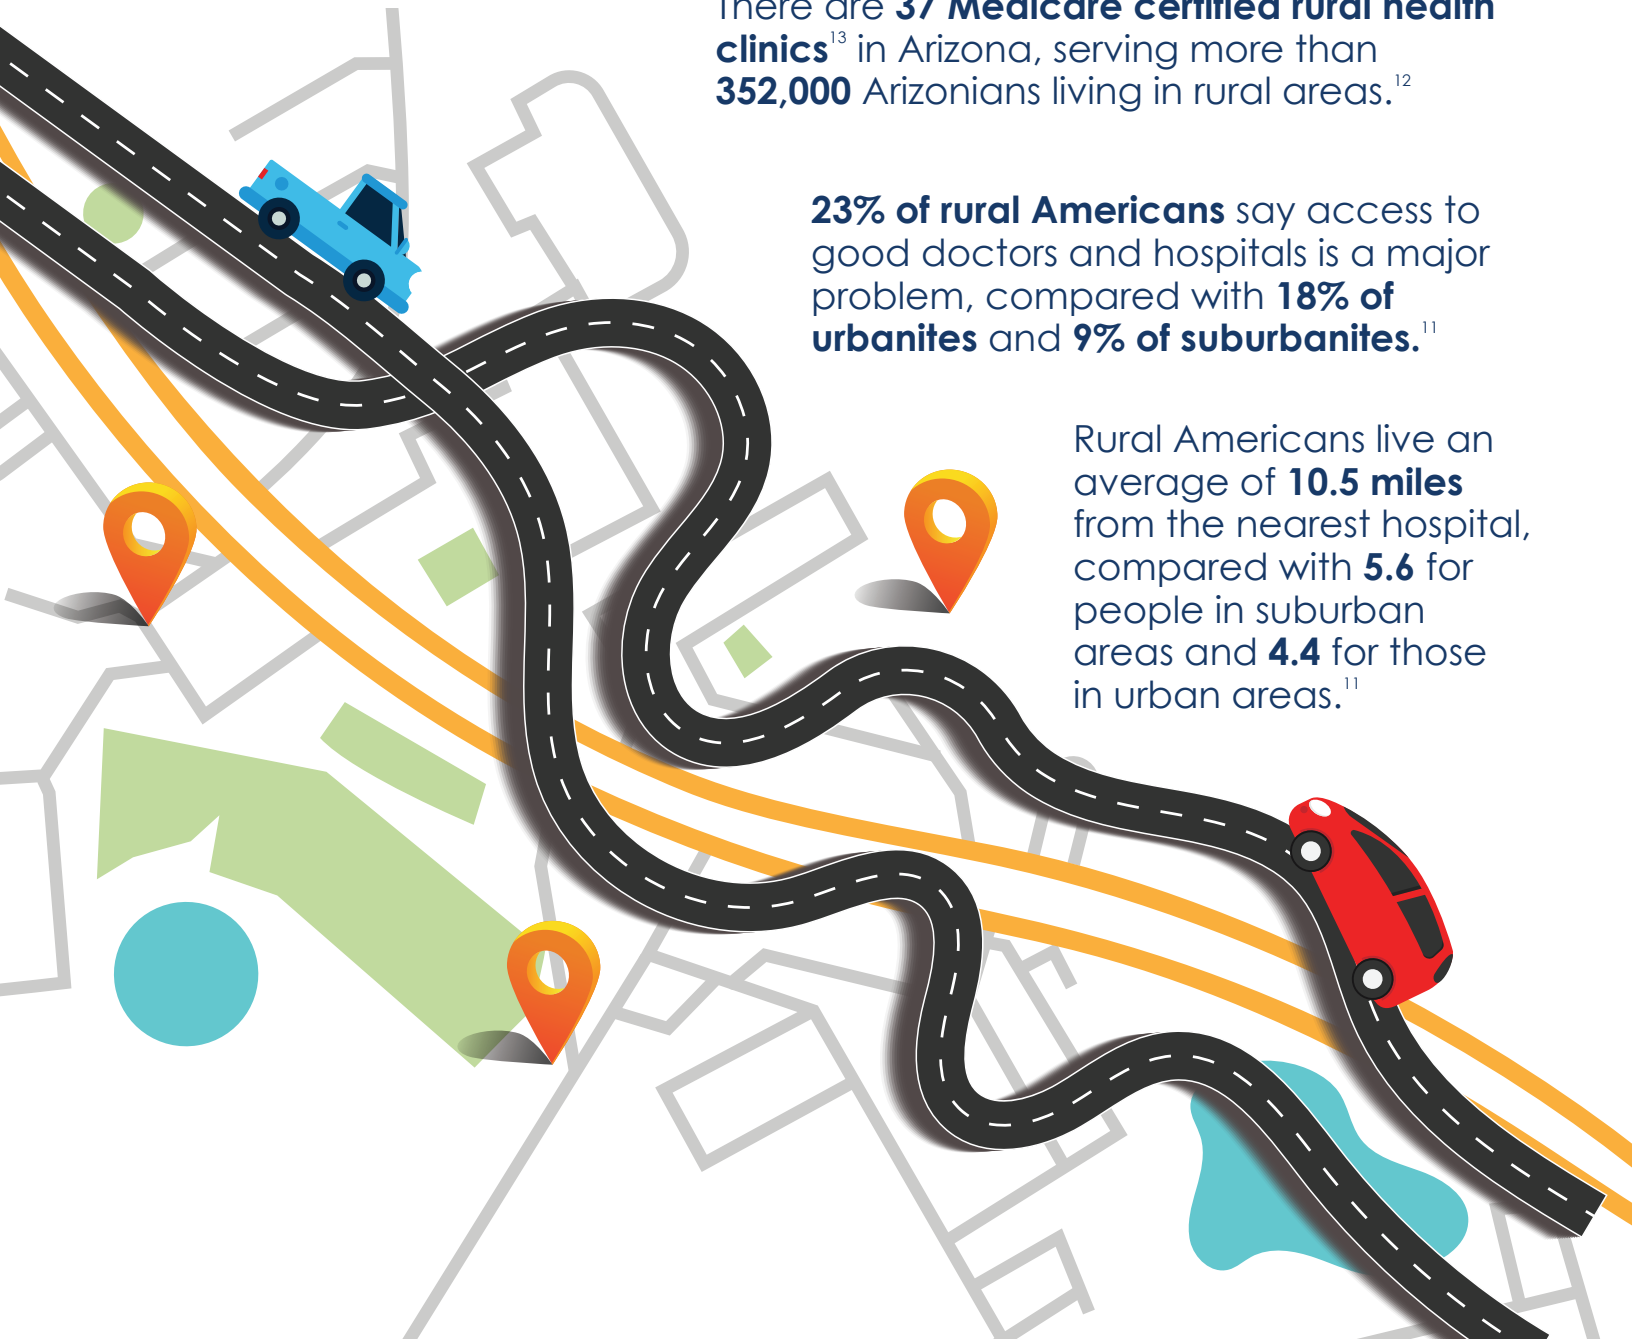 There are 37 Medicare certified rural health
clinics13 in Arizona, serving more than
352,000 Arizonians living in rural areas.12
23% of rural Americans say access to
good doctors and hospitals is a major
problem, compared with 18% of
urbanites and 9% of suburbanites.11
Rural Americans live an
average of 10.5 miles
from the nearest hospital,
compared with 5.6 for
people in suburban
areas and 4.4 for those
in urban areas.11